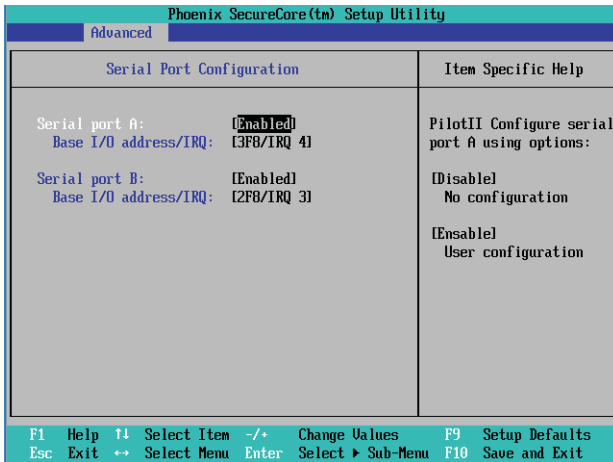 Phoenix SecureCore(tm) Setup Utility
Advanced
Serial Port Configuration
Item Specific Help
Serial port A: [Enabled]
Base I/O address/IRQ: [3F8/IRQ 4]
Serial port B: [Enabled]
Base I/O address/IRQ: [2F8/IRQ 3]
PilotII Configure serial
port A using options:
[Disable]
No configuration
[Ensable]
User configuration
F1 Help ↑↓ Select Item -/+ Change Values F9 Setup Defaults
Esc Exit ↔ Select Menu Enter Select ▶ Sub-Menu F10 Save and Exit